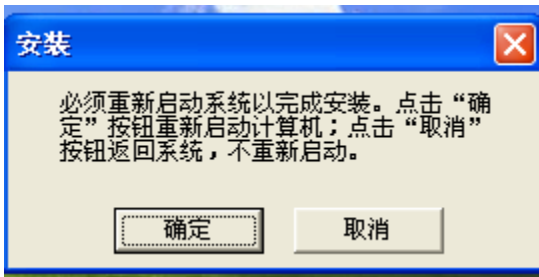 安装
必须重新启动系统以完成安装。点击“确
定”按钮重新启动计算机；点击“取消”
按钮返回系统，不重新启动。
确定
取消